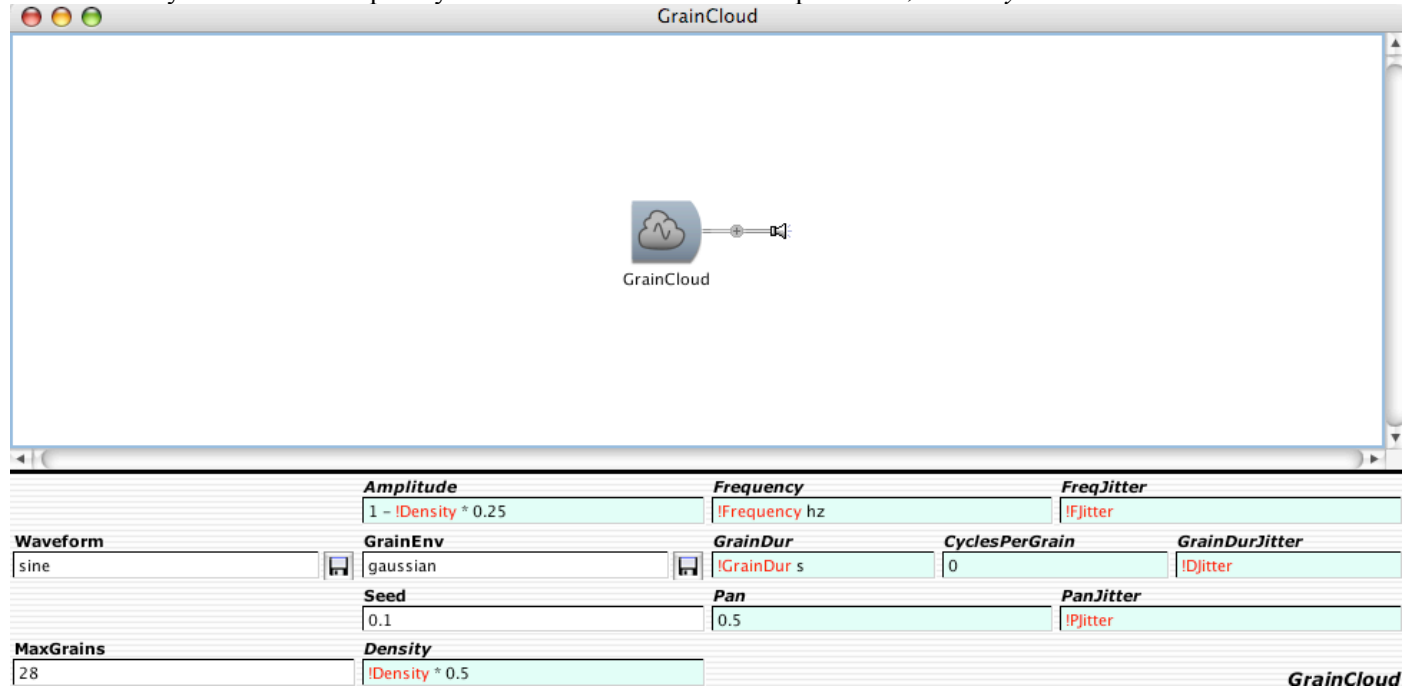 GrainCloud
GrainCloud
Amplitude Frequency FreqJitter
1 – !Density * 0.25 !Frequency hz !FJitter
Waveform GrainEnv GrainDur CyclesPerGrain GrainDurJitter
sine gaussian !GrainDur s 0 !DJitter
Seed Pan PanJitter
0.1 0.5 !PJitter
MaxGrains Density
28 !Density * 0.5
GrainCloud